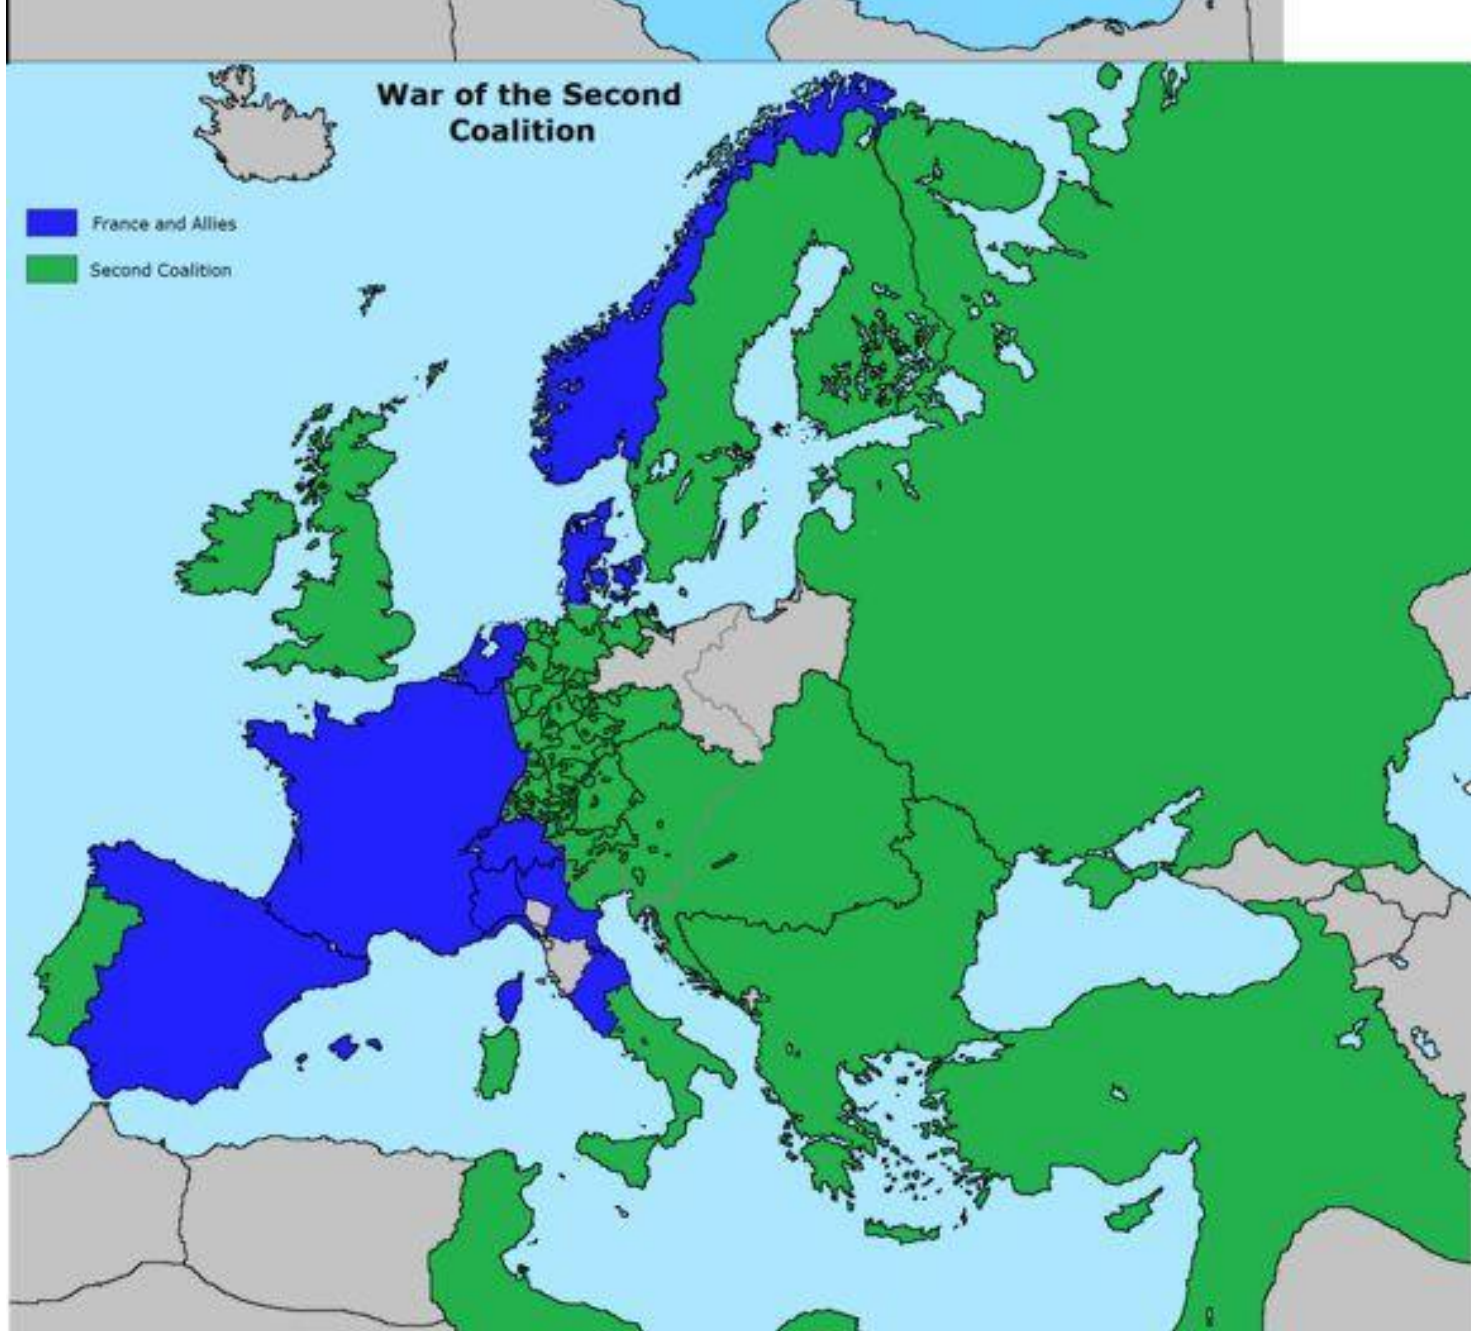 War of the Second
Coalition
France and Allies
Second Coalition